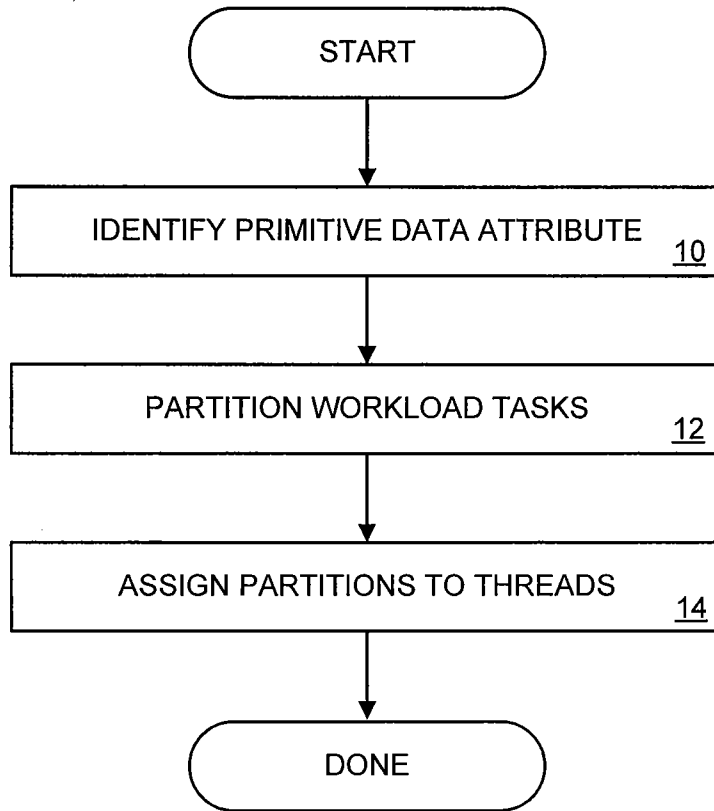 START
IDENTIFY PRIMITIVE DATA ATTRIBUTE
10
PARTITION WORKLOAD TASKS
12
ASSIGN PARTITIONS TO THREADS
14
DONE